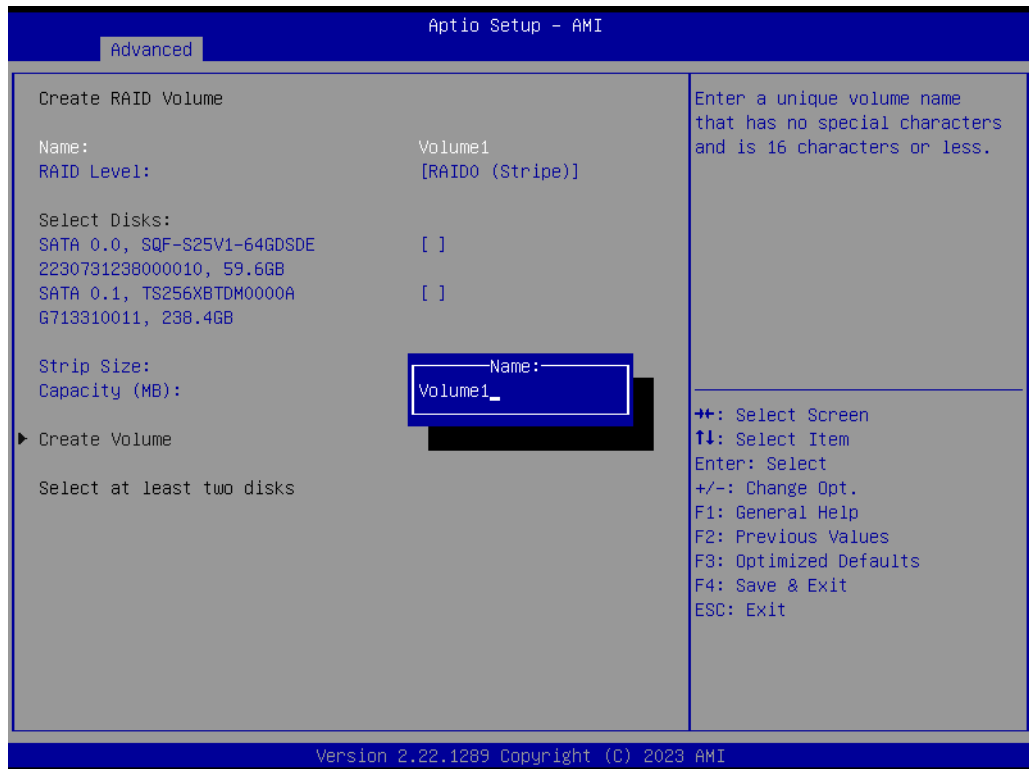 Aptio Setup – AMI
Advanced
Create RAID Volume
Name: Volume1
RAID Level: [RAID0 (Stripe)]
Select Disks:
SATA 0.0, SQF-S25V1-64GDSDE [ ]
2230731238000010, 59.6GB
SATA 0.1, TS256XBTDM0000A [ ]
G713310011, 238.4GB
Strip Size:
Capacity (MB):
Name:
Volume1_
▶ Create Volume
Select at least two disks
Enter a unique volume name
that has no special characters
and is 16 characters or less.
→←: Select Screen
↑↓: Select Item
Enter: Select
+/-: Change Opt.
F1: General Help
F2: Previous Values
F3: Optimized Defaults
F4: Save & Exit
ESC: Exit
Version 2.22.1289 Copyright (C) 2023 AMI